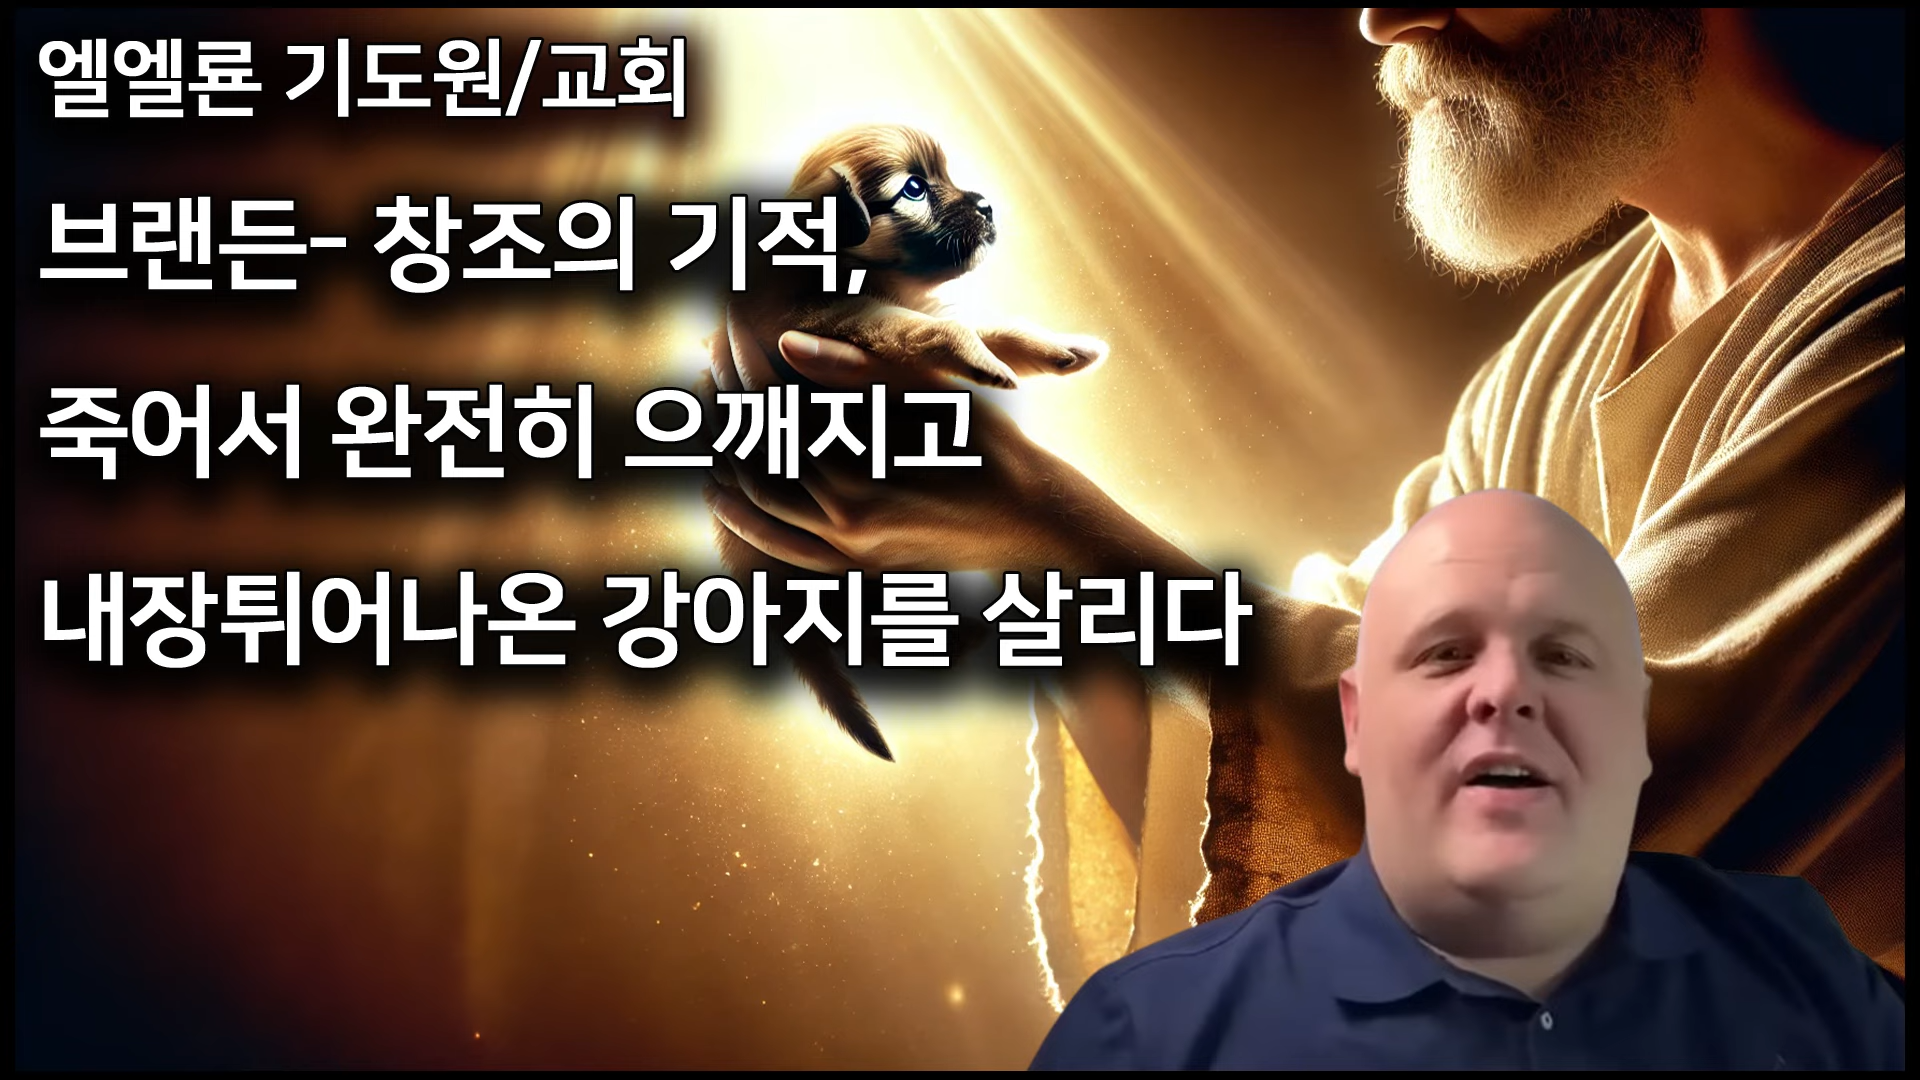 엘엘룐 기도원/교회
브랜든- 창조의 기적,
죽어서 완전히 으깨지고
내장튀어나온 강아지를 살리다